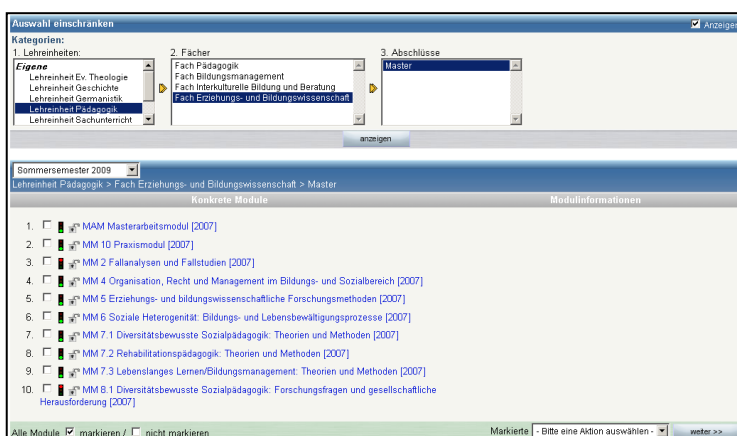 Auswahl einschränken
Anzeigen
Kategorien:
1. Lehreinheiten:
2. Fächer
3. Abschlüsse
Eigene
Lehreinheit Ev. Theologie
Lehreinheit Geschichte
Lehreinheit Germanistik
Lehreinheit Pädagogik
Lehreinheit Sachunterricht
Fach Pädagogik
Fach Bildungsmanagement
Fach Interkulturelle Bildung und Beratung
Fach Erziehungs- und Bildungswissenschaft
Master
anzeigen
Sommersemester 2009
Lehreinheit Pädagogik > Fach Erziehungs- und Bildungswissenschaft > Master
Konkrete Module Modulinformationen
1. MAM Masterarbeitsmodul [2007]
2. MM 10 Praxismodul [2007]
3. MM 2 Fallanalysen und Fallstudien [2007]
4. MM 4 Organisation, Recht und Management im Bildungs- und Sozialbereich [2007]
5. MM 5 Erziehungs- und bildungswissenschaftliche Forschungsmethoden [2007]
6. MM 6 Soziale Heterogenität: Bildungs- und Lebensbewältigungsprozesse [2007]
7. MM 7.1 Diversitätsbewusste Sozialpädagogik: Theorien und Methoden [2007]
8. MM 7.2 Rehabilitationspädagogik: Theorien und Methoden [2007]
9. MM 7.3 Lebenslanges Lernen/Bildungsmanagement: Theorien und Methoden [2007]
10. MM 8.1 Diversitätsbewusste Sozialpädagogik: Forschungsfragen und gesellschaftliche
Herausforderung [2007]
Alle Module markieren / nicht markieren Markierte - Bitte eine Aktion auswählen - weiter >>